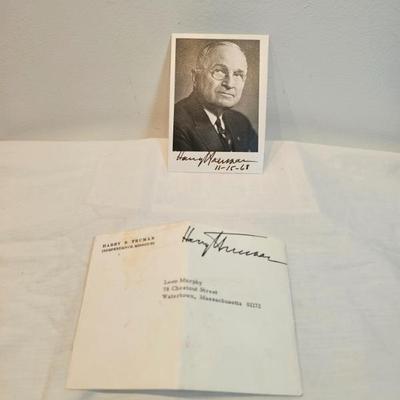 Harry Truman
11-15-68
HARRY S TRUMAN
INDEPENDENCE, MISSOURI
Harry Truman
Leon Murphy
78 Chestnut Street
Watertown, Massachusetts 02172